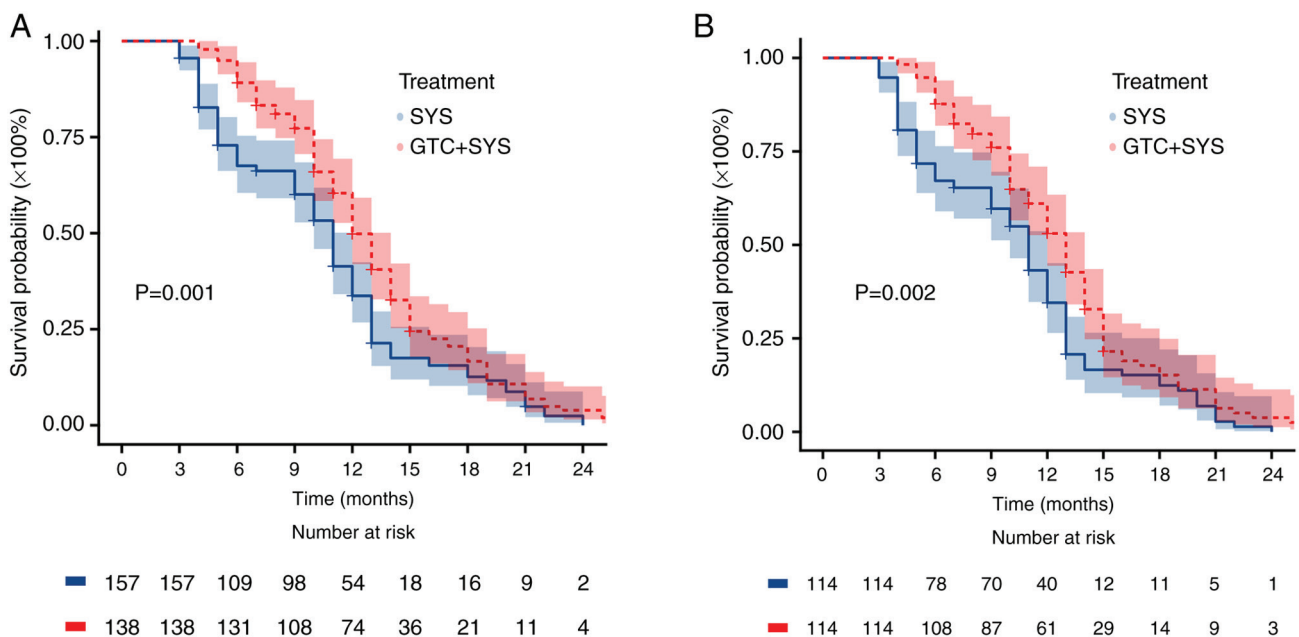 A
Survival probability (×100%)
1.00
0.75
0.50
0.25
0.00
Treatment
SYS
GTC+SYS
P=0.001
0 3 6 9 12 15 18 21 24
Time (months)
Number at risk
157 157 109 98 54 18 16 9 2
138 138 131 108 74 36 21 11 4
B
Survival probability (×100%)
1.00
0.75
0.50
0.25
0.00
Treatment
SYS
GTC+SYS
P=0.002
0 3 6 9 12 15 18 21 24
Time (months)
Number at risk
114 114 78 70 40 12 11 5 1
114 114 108 87 61 29 14 9 3